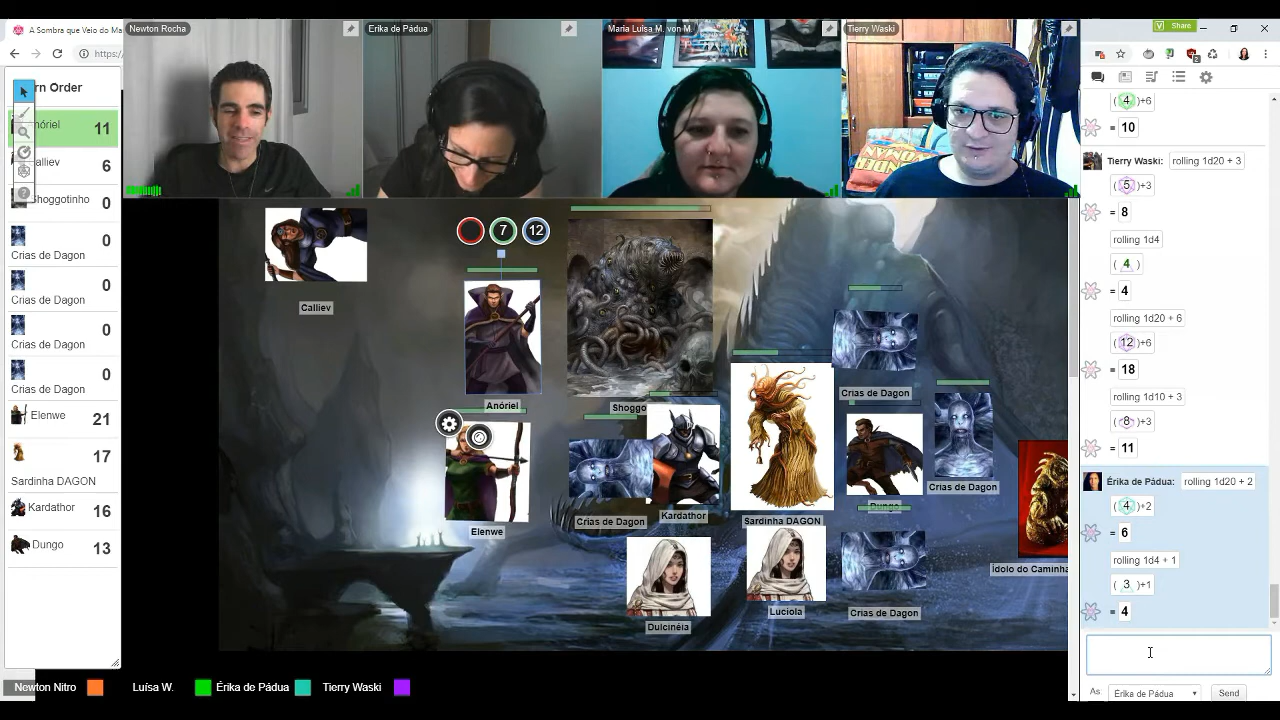 A Sombra que Veio do Ma
https:/
Share
Newton Rocha
Erika de Pádua
Maria Luísa M. von M.
Tierry Waski
rn Order
nóriel 11
alliev 6
Shoggotinho 0
0
Crias de Dagon
0
Crias de Dagon
0
Crias de Dagon
0
Crias de Dagon
Elenwe 21
17
Sardinha DAGON
Kardathor 16
Dungo 13
7 12
Calliev
Anóriel
Shoggo
Crias de Dagon
Crias de Dagon
Elenwe
Crias de Dagon
Kardathor
Sardinha DAGON
Ídolo do Caminha
Dulcinéia
Luciola
Crias de Dagon
(4)+6
= 10
Tierry Waski: rolling 1d20 + 3
(5)+3
= 8
rolling 1d4
(4)
= 4
rolling 1d20 + 6
(12)+6
= 18
rolling 1d10 + 3
(8)+3
= 11
Érika de Pádua: rolling 1d20 + 2
(4)+2
= 6
rolling 1d4 + 1
(3)+1
= 4
As Érika de Pádua Send
Newton Nitro Luísa W. Érika de Pádua Tierry Waski